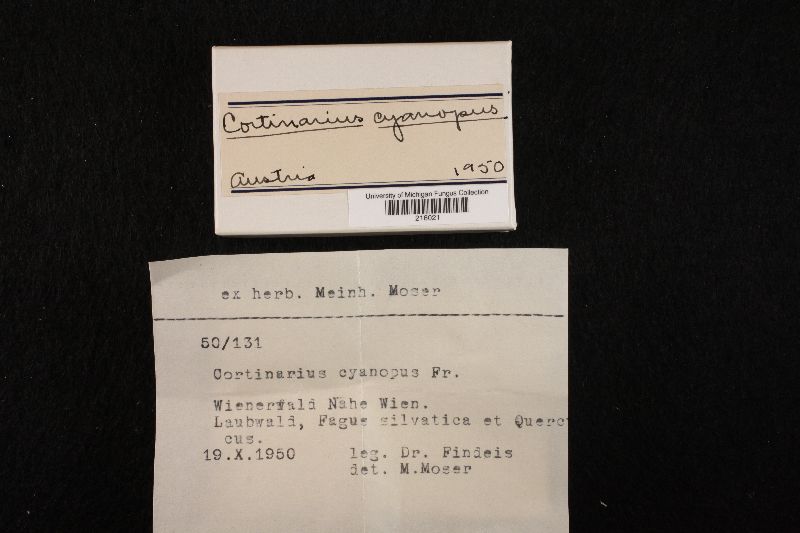 Cortinarius cyanopus
Austria 1950
University of Michigan Fungus Collection
216021
ex herb. Meinh. Moser
50/131
Cortinarius cyanopus Fr.
Wienerwald Nähe Wien.
Laubwald, Fagus silvatica et Querc
cus.
19.X.1950 leg. Dr. Findeis
det. M.Moser